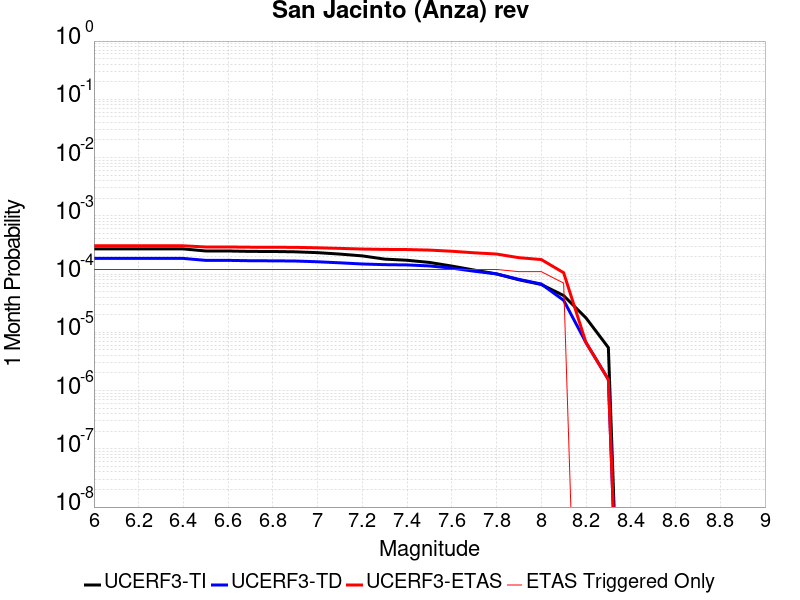 San Jacinto (Anza) rev
10^0
10^-1
10^-2
10^-3
10^-4
10^-5
10^-6
10^-7
10^-8
1 Month Probability
6 6.2 6.4 6.6 6.8 7 7.2 7.4 7.6 7.8 8 8.2 8.4 8.6 8.8 9
Magnitude
UCERF3-TI UCERF3-TD UCERF3-ETAS ETAS Triggered Only